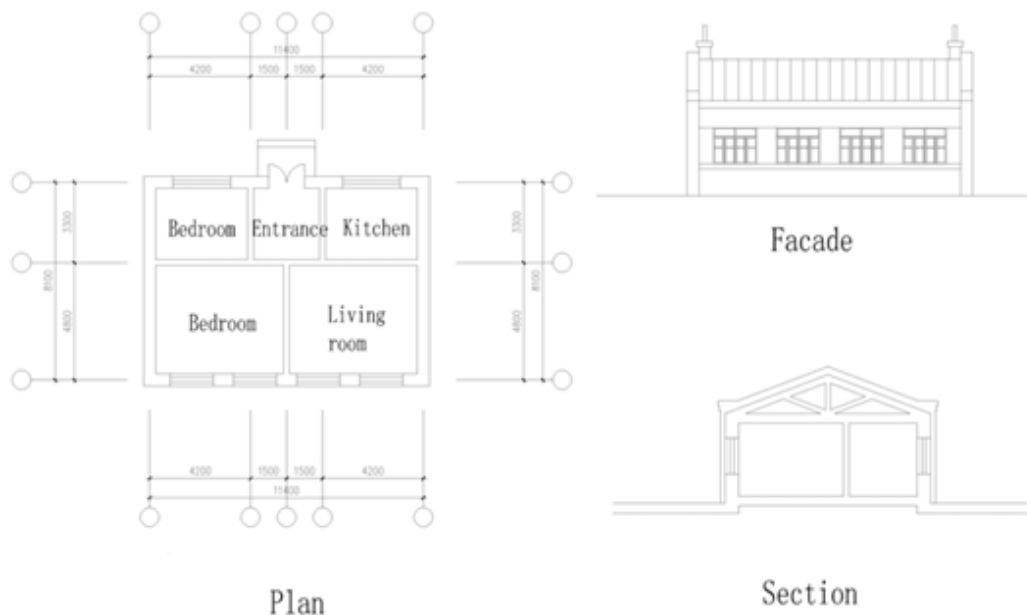 11400
4200 1500 1500 4200
3300
8100
4800
Bedroom Entrance Kitchen
Bedroom
Living
room
3300
8100
4800
4200 1500 1500 4200
11400
Plan
Facade
Section